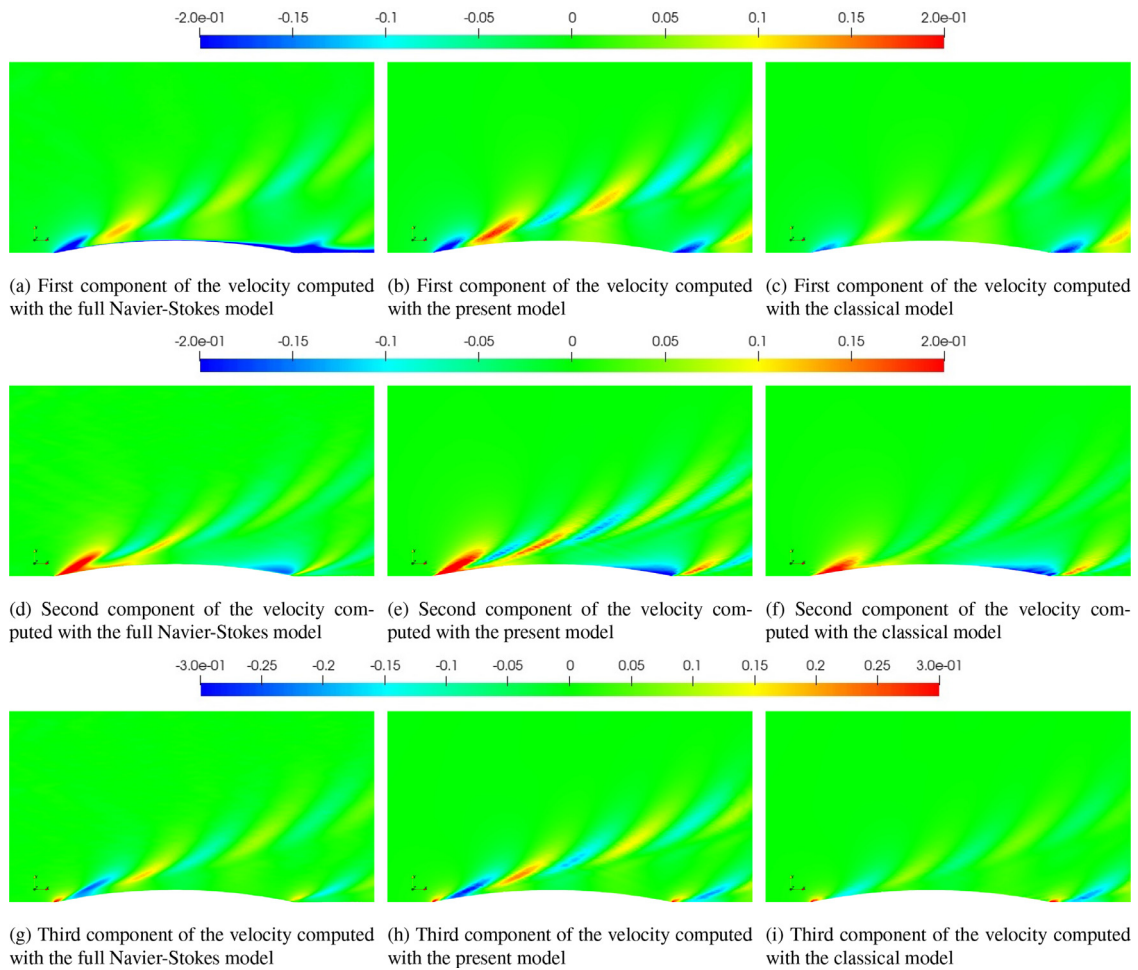 -2.0e-01 -0.15 -0.1 -0.05 0 0.05 0.1 0.15 2.0e-01
(a) First component of the velocity computed
with the full Navier-Stokes model
(b) First component of the velocity computed
with the present model
(c) First component of the velocity computed
with the classical model
-2.0e-01 -0.15 -0.1 -0.05 0 0.05 0.1 0.15 2.0e-01
(d) Second component of the velocity com-
puted with the full Navier-Stokes model
(e) Second component of the velocity com-
puted with the present model
(f) Second component of the velocity com-
puted with the classical model
-3.0e-01 -0.25 -0.2 -0.15 -0.1 -0.05 0 0.05 0.1 0.15 0.2 0.25 3.0e-01
(g) Third component of the velocity computed
with the full Navier-Stokes model
(h) Third component of the velocity computed
with the present model
(i) Third component of the velocity computed
with the classical model